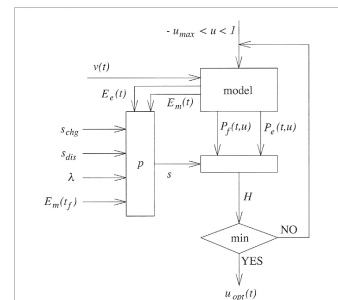 - u_max < u < 1
v(t)
model
E_e(t)
E_m(t)
P_f(t,u)
P_e(t,u)
s_chg
s_dis
λ
E_m(t_f)
p
s
H
min
NO
YES
u_opt(t)